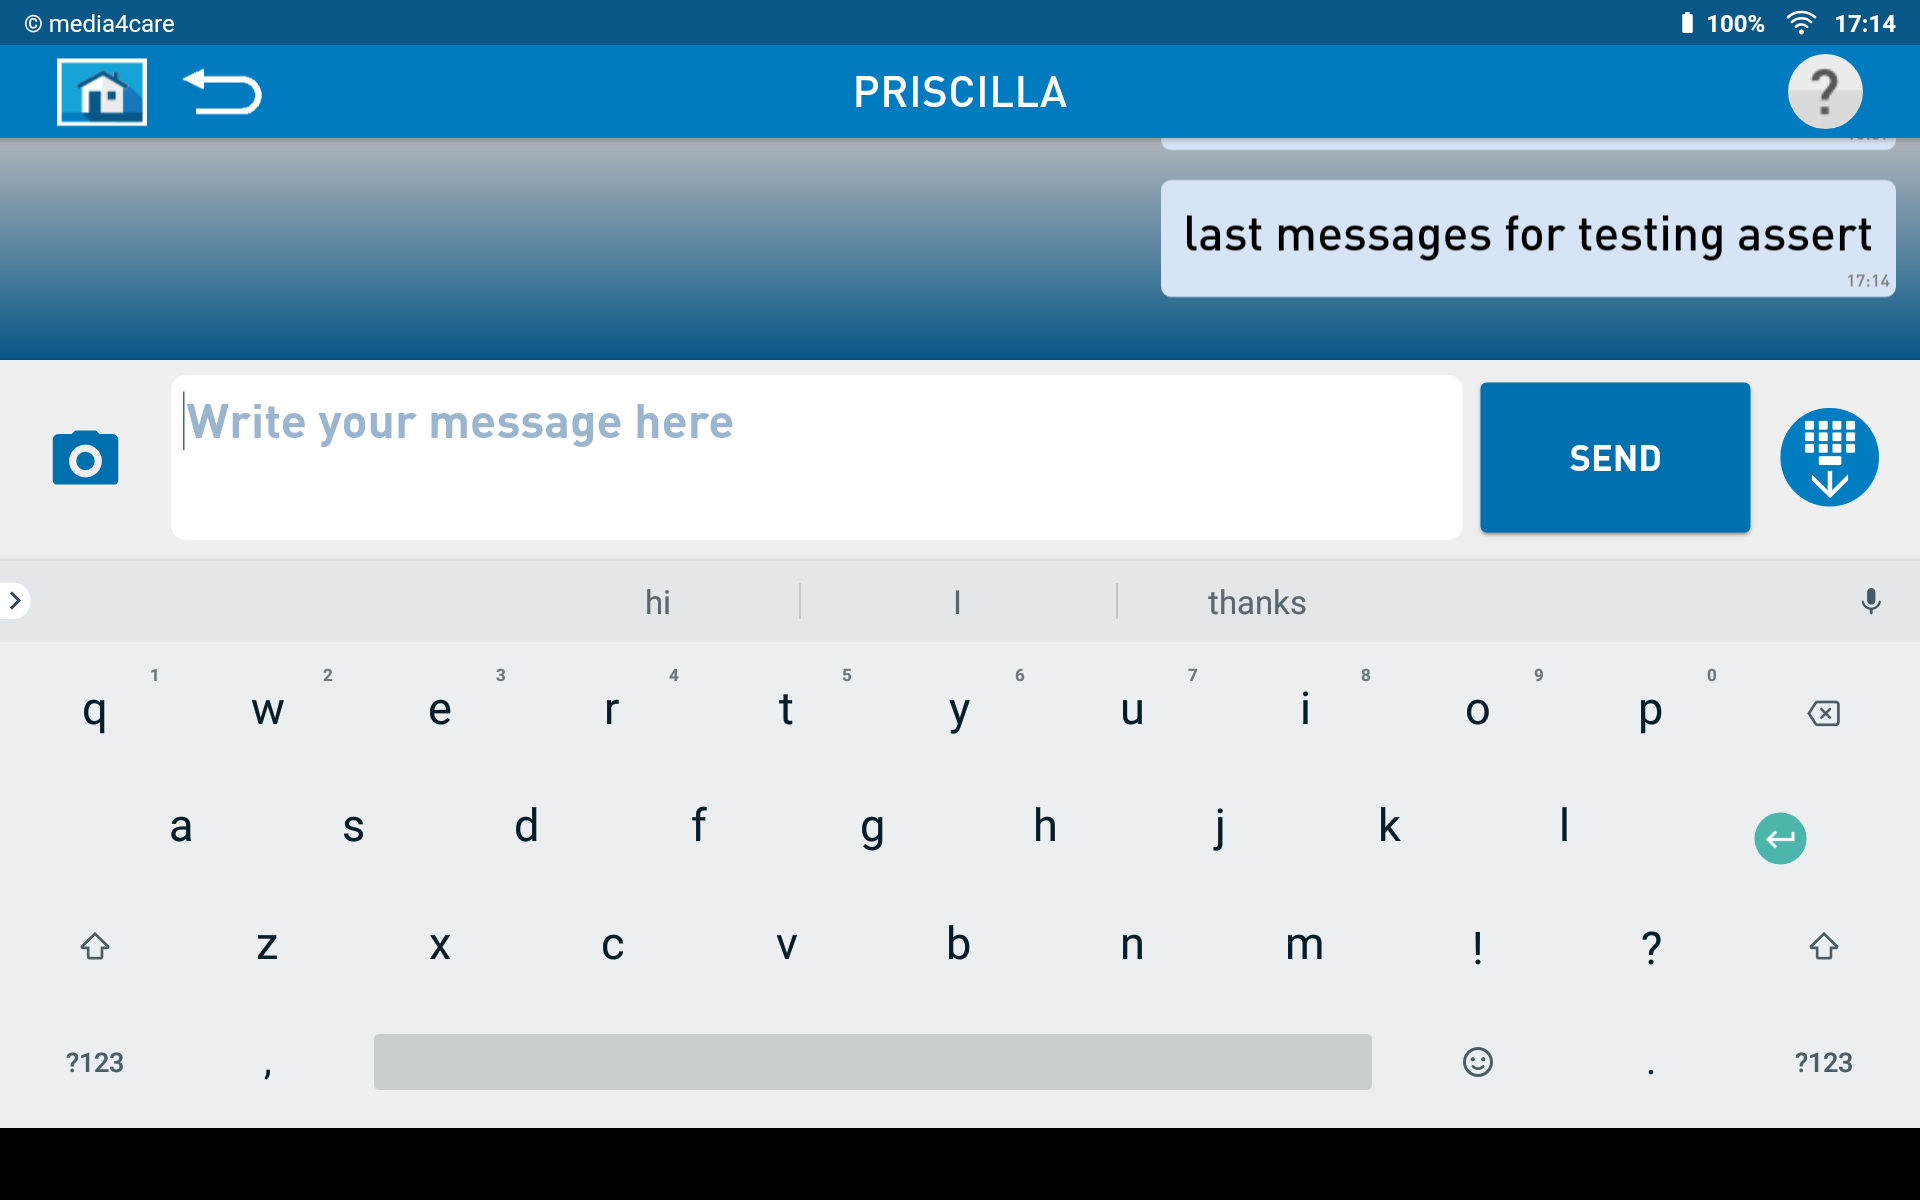 © media4care
100% 17:14
PRISCILLA
?
last messages for testing assert
17:14
Write your message here
SEND
hi I thanks
1 2 3 4 5 6 7 8 9 0
q w e r t y u i o p
a s d f g h j k l
z x c v b n m ! ?
?123 , . ?123